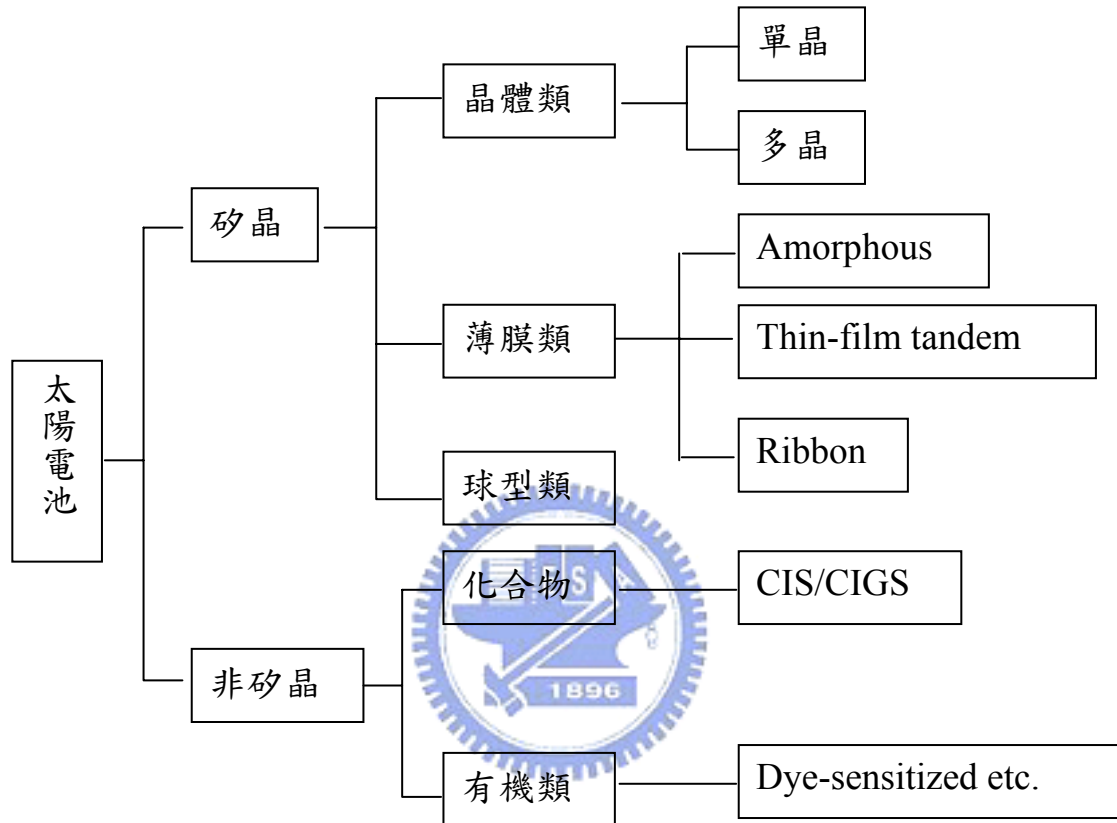 太陽電池
矽晶
晶體類
單晶
多晶
薄膜類
Amorphous
Thin-film tandem
Ribbon
球型類
非矽晶
化合物
CIS/CIGS
有機類
Dye-sensitized etc.
ES
1896